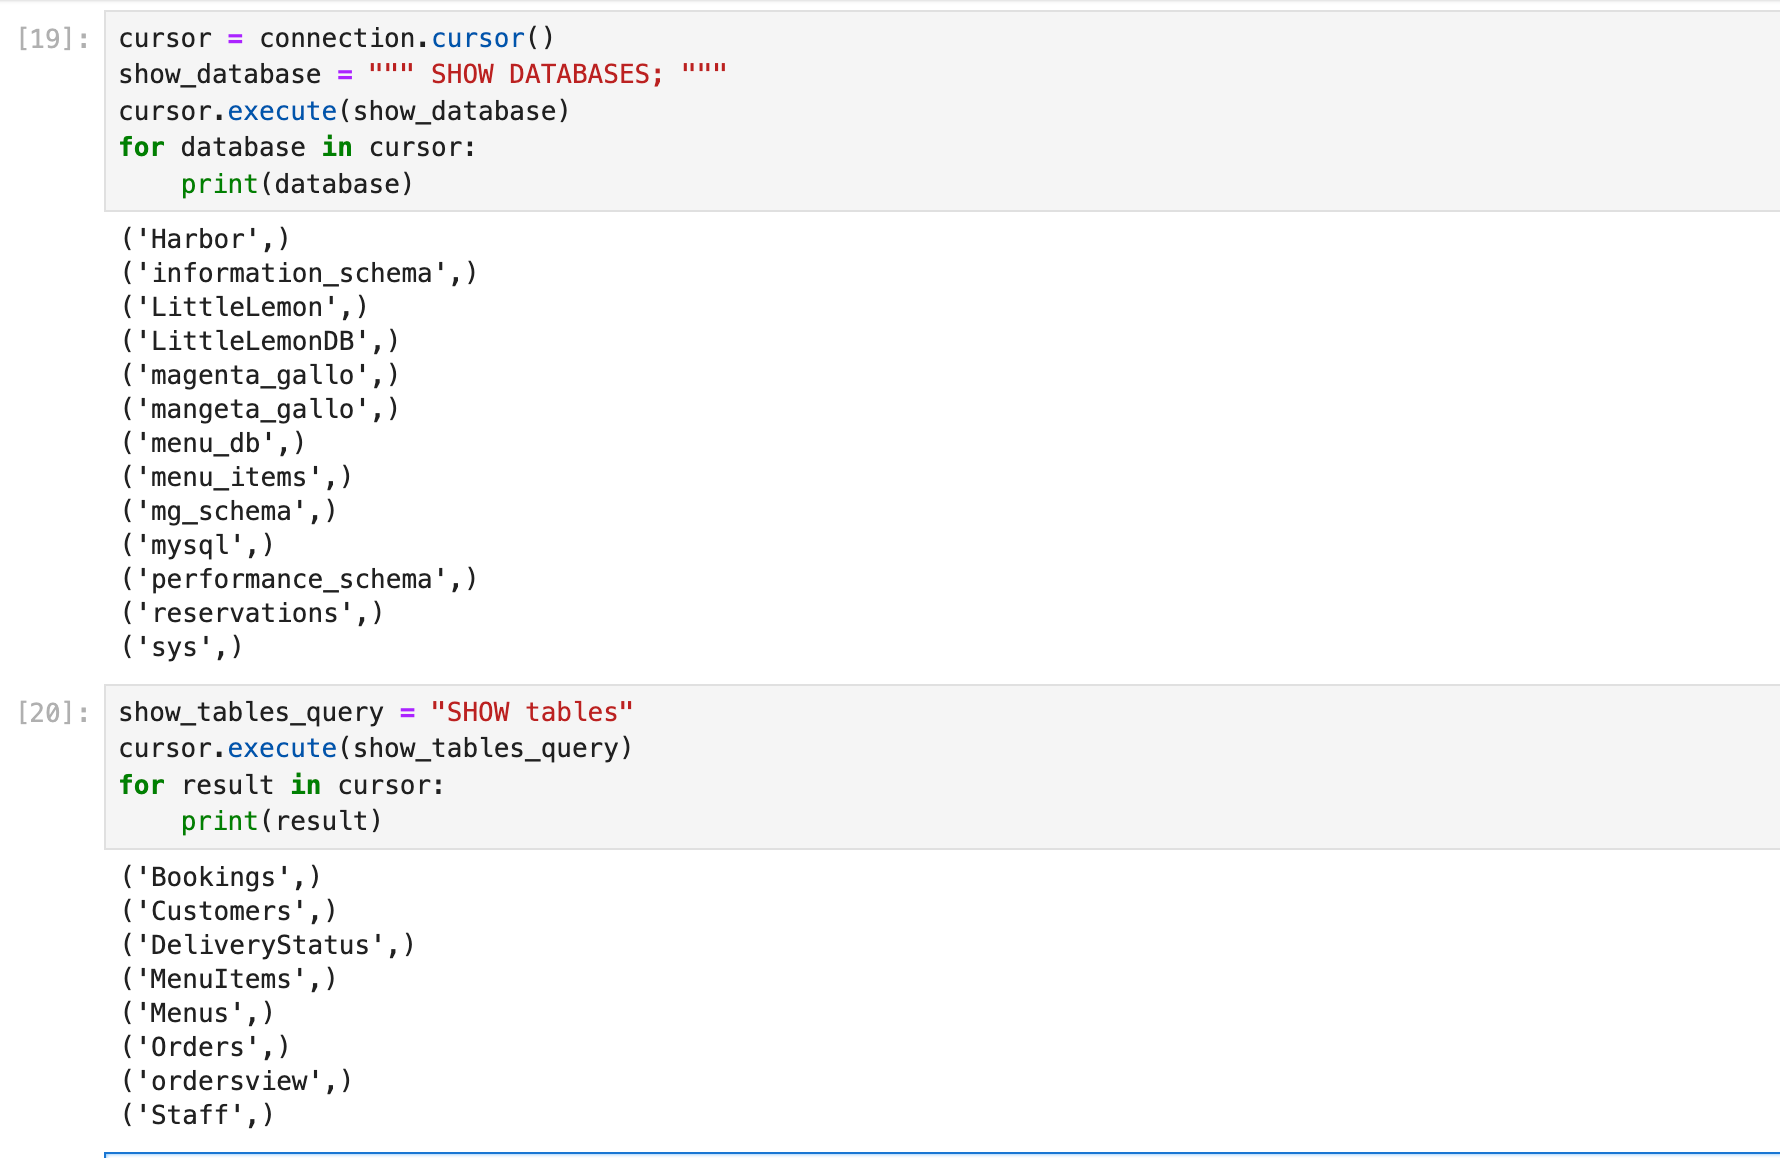 [19]:
cursor = connection.cursor()
show_database = """ SHOW DATABASES; """
cursor.execute(show_database)
for database in cursor:
    print(database)
('Harbor',)
('information_schema',)
('LittleLemon',)
('LittleLemonDB',)
('magenta_gallo',)
('mangeta_gallo',)
('menu_db',)
('menu_items',)
('mg_schema',)
('mysql',)
('performance_schema',)
('reservations',)
('sys',)
[20]:
show_tables_query = "SHOW tables"
cursor.execute(show_tables_query)
for result in cursor:
    print(result)
('Bookings',)
('Customers',)
('DeliveryStatus',)
('MenuItems',)
('Menus',)
('Orders',)
('ordersview',)
('Staff',)